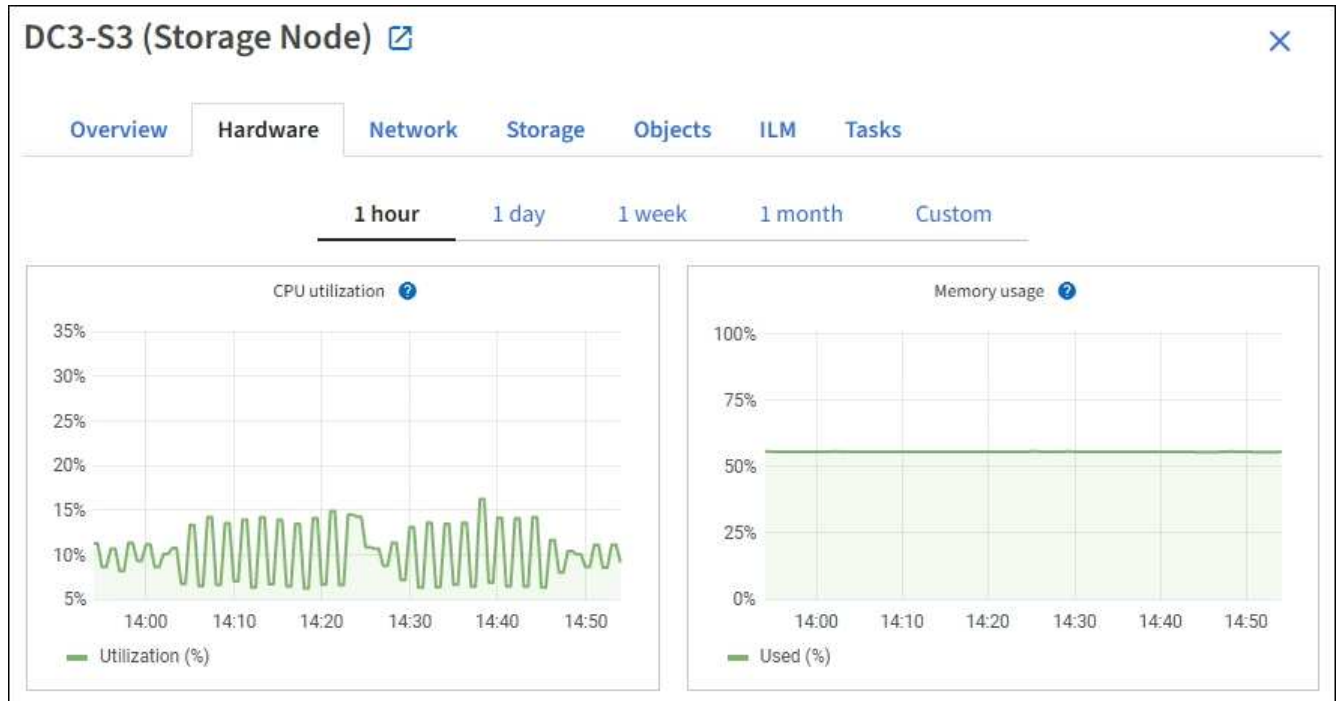 DC3-S3 (Storage Node)
Overview Hardware Network Storage Objects ILM Tasks
1 hour 1 day 1 week 1 month Custom
CPU utilization ?
35%
30%
25%
20%
15%
10%
5%
14:00 14:10 14:20 14:30 14:40 14:50
Utilization (%)
Memory usage ?
100%
75%
50%
25%
0%
14:00 14:10 14:20 14:30 14:40 14:50
Used (%)